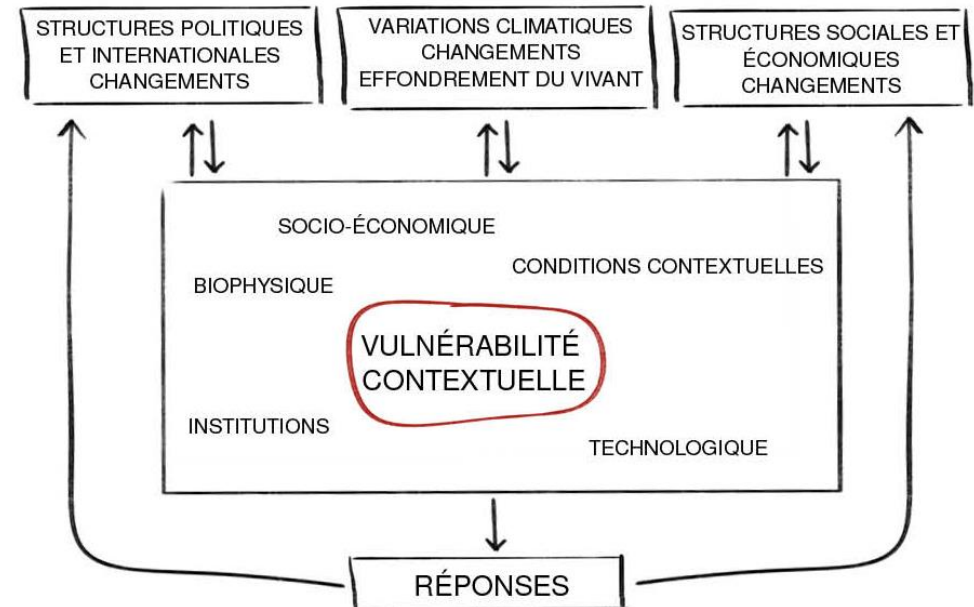 STRUCTURES POLITIQUES
ET INTERNATIONALES
CHANGEMENTS
VARIATIONS CLIMATIQUES
CHANGEMENTS
EFFONDREMENT DU VIVANT
STRUCTURES SOCIALES ET
ÉCONOMIQUES
CHANGEMENTS
SOCIO-ÉCONOMIQUE
CONDITIONS CONTEXTUELLES
BIOPHYSIQUE
VULNÉRABILITÉ
CONTEXTUELLE
INSTITUTIONS
TECHNOLOGIQUE
RÉPONSES